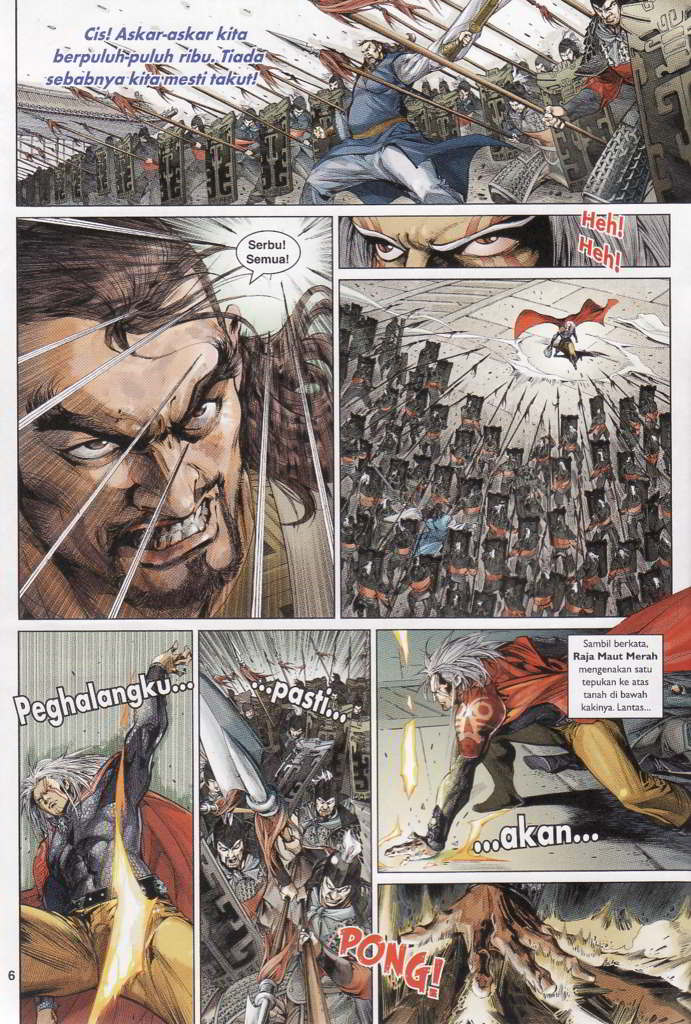 Cis! Askar-askar kita
berpuluh-puluh ribu. Tiada
sebabnya kita mesti takut!
Serbu!
Semua!
Heh!
Heh!
Peghalangku...
...pasti...
Sambil berkata,
Raja Maut Merah
mengenakan satu
tepukan ke atas
tanah di bawah
kakinya. Lantas...
...akan...
PONG!
6